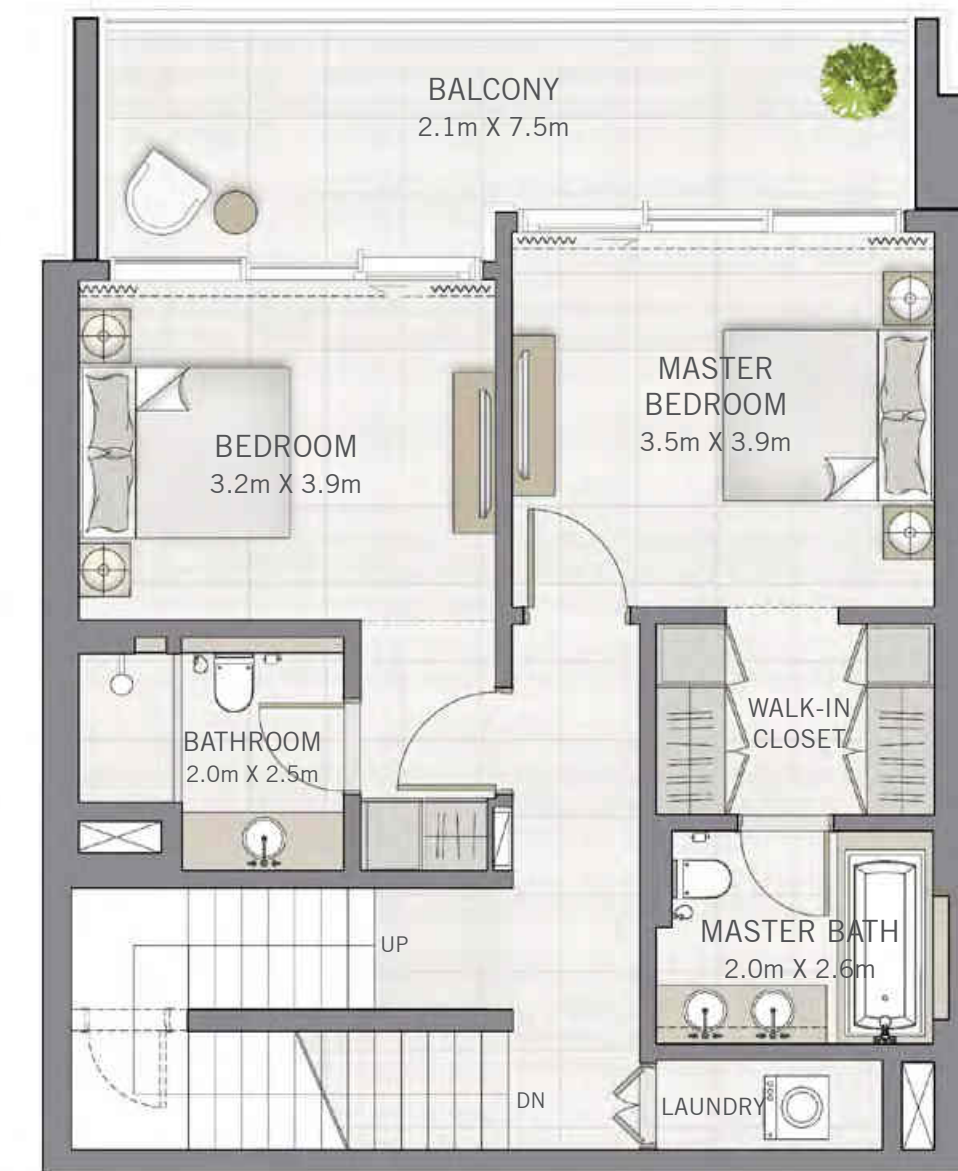 BALCONY
2.1m X 7.5m
MASTER
BEDROOM
3.5m X 3.9m
BEDROOM
3.2m X 3.9m
WALK-IN
CLOSET
BATHROOM
2.0m X 2.5m
MASTER BATH
2.0m X 2.6m
UP
DN
LAUNDRY